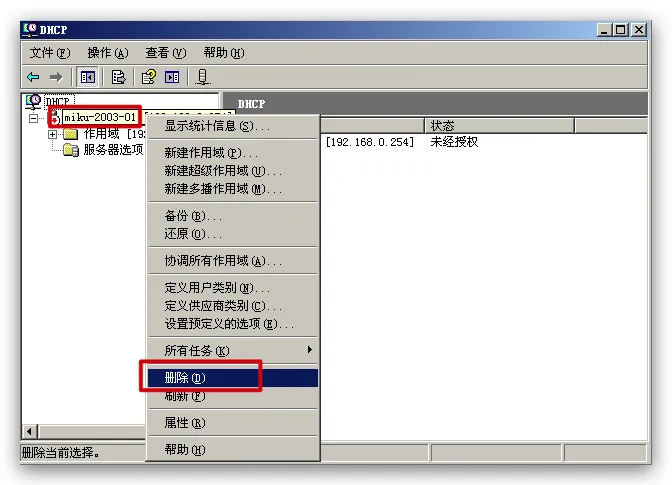 DHCP
文件(F) 操作(A) 查看(V) 帮助(H)
DHCP
DHCP
miku-2003-01
状态
作用域 [19
[192.168.0.254] 未经授权
服务器选项
显示统计信息(S)...
新建作用域(P)...
新建超级作用域(U)...
新建多播作用域(M)...
备份(B)...
还原(O)...
协调所有作用域(A)...
定义用户类别(N)...
定义供应商类别(C)...
设置预定义的选项(E)...
所有任务(K)
删除(D)
刷新(F)
属性(R)
帮助(H)
删除当前选择。